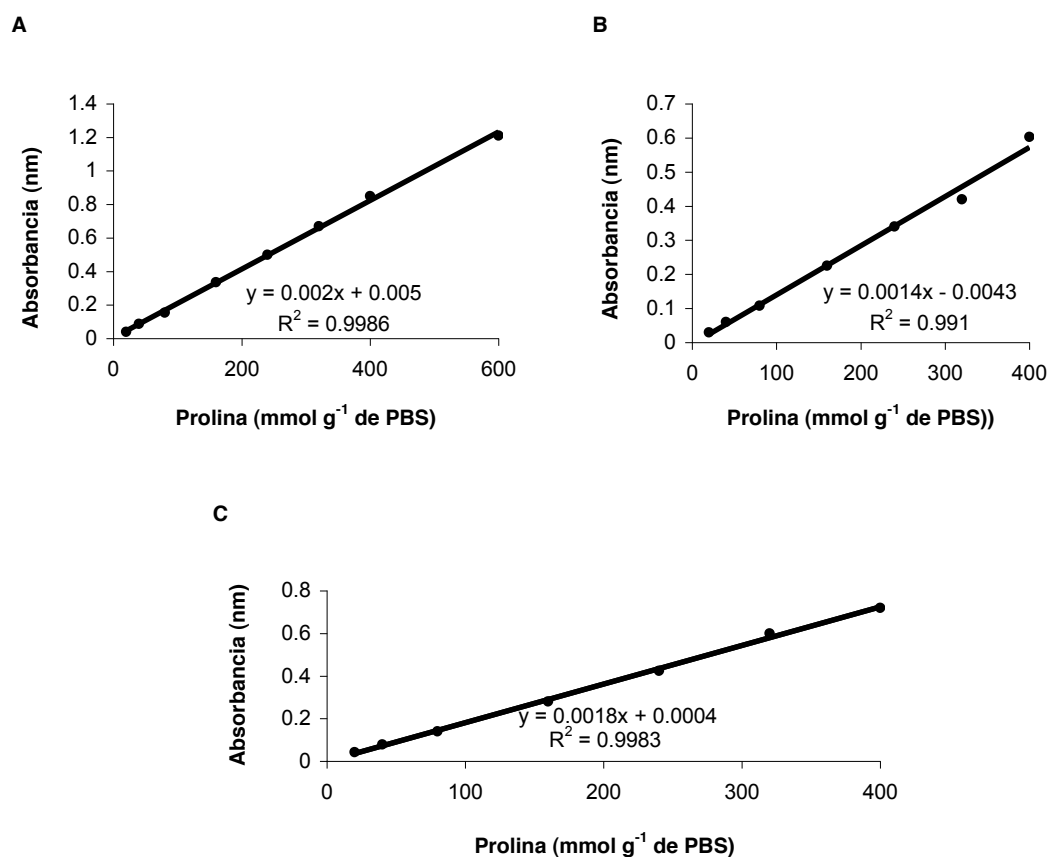 A
B
1.4
1.2
1
0.8
0.6
0.4
0.2
0
Absorbancia (nm)
y = 0.002x + 0.005
R² = 0.9986
0 200 400 600
Prolina (mmol g⁻¹ de PBS)
0.7
0.6
0.5
0.4
0.3
0.2
0.1
0
Absorbancia (nm)
y = 0.0014x - 0.0043
R² = 0.991
0 100 200 300 400
Prolina (mmol g⁻¹ de PBS))
C
0.8
0.6
0.4
0.2
0
Absorbancia (nm)
y = 0.0018x + 0.0004
R² = 0.9983
0 100 200 300 400
Prolina (mmol g⁻¹ de PBS)